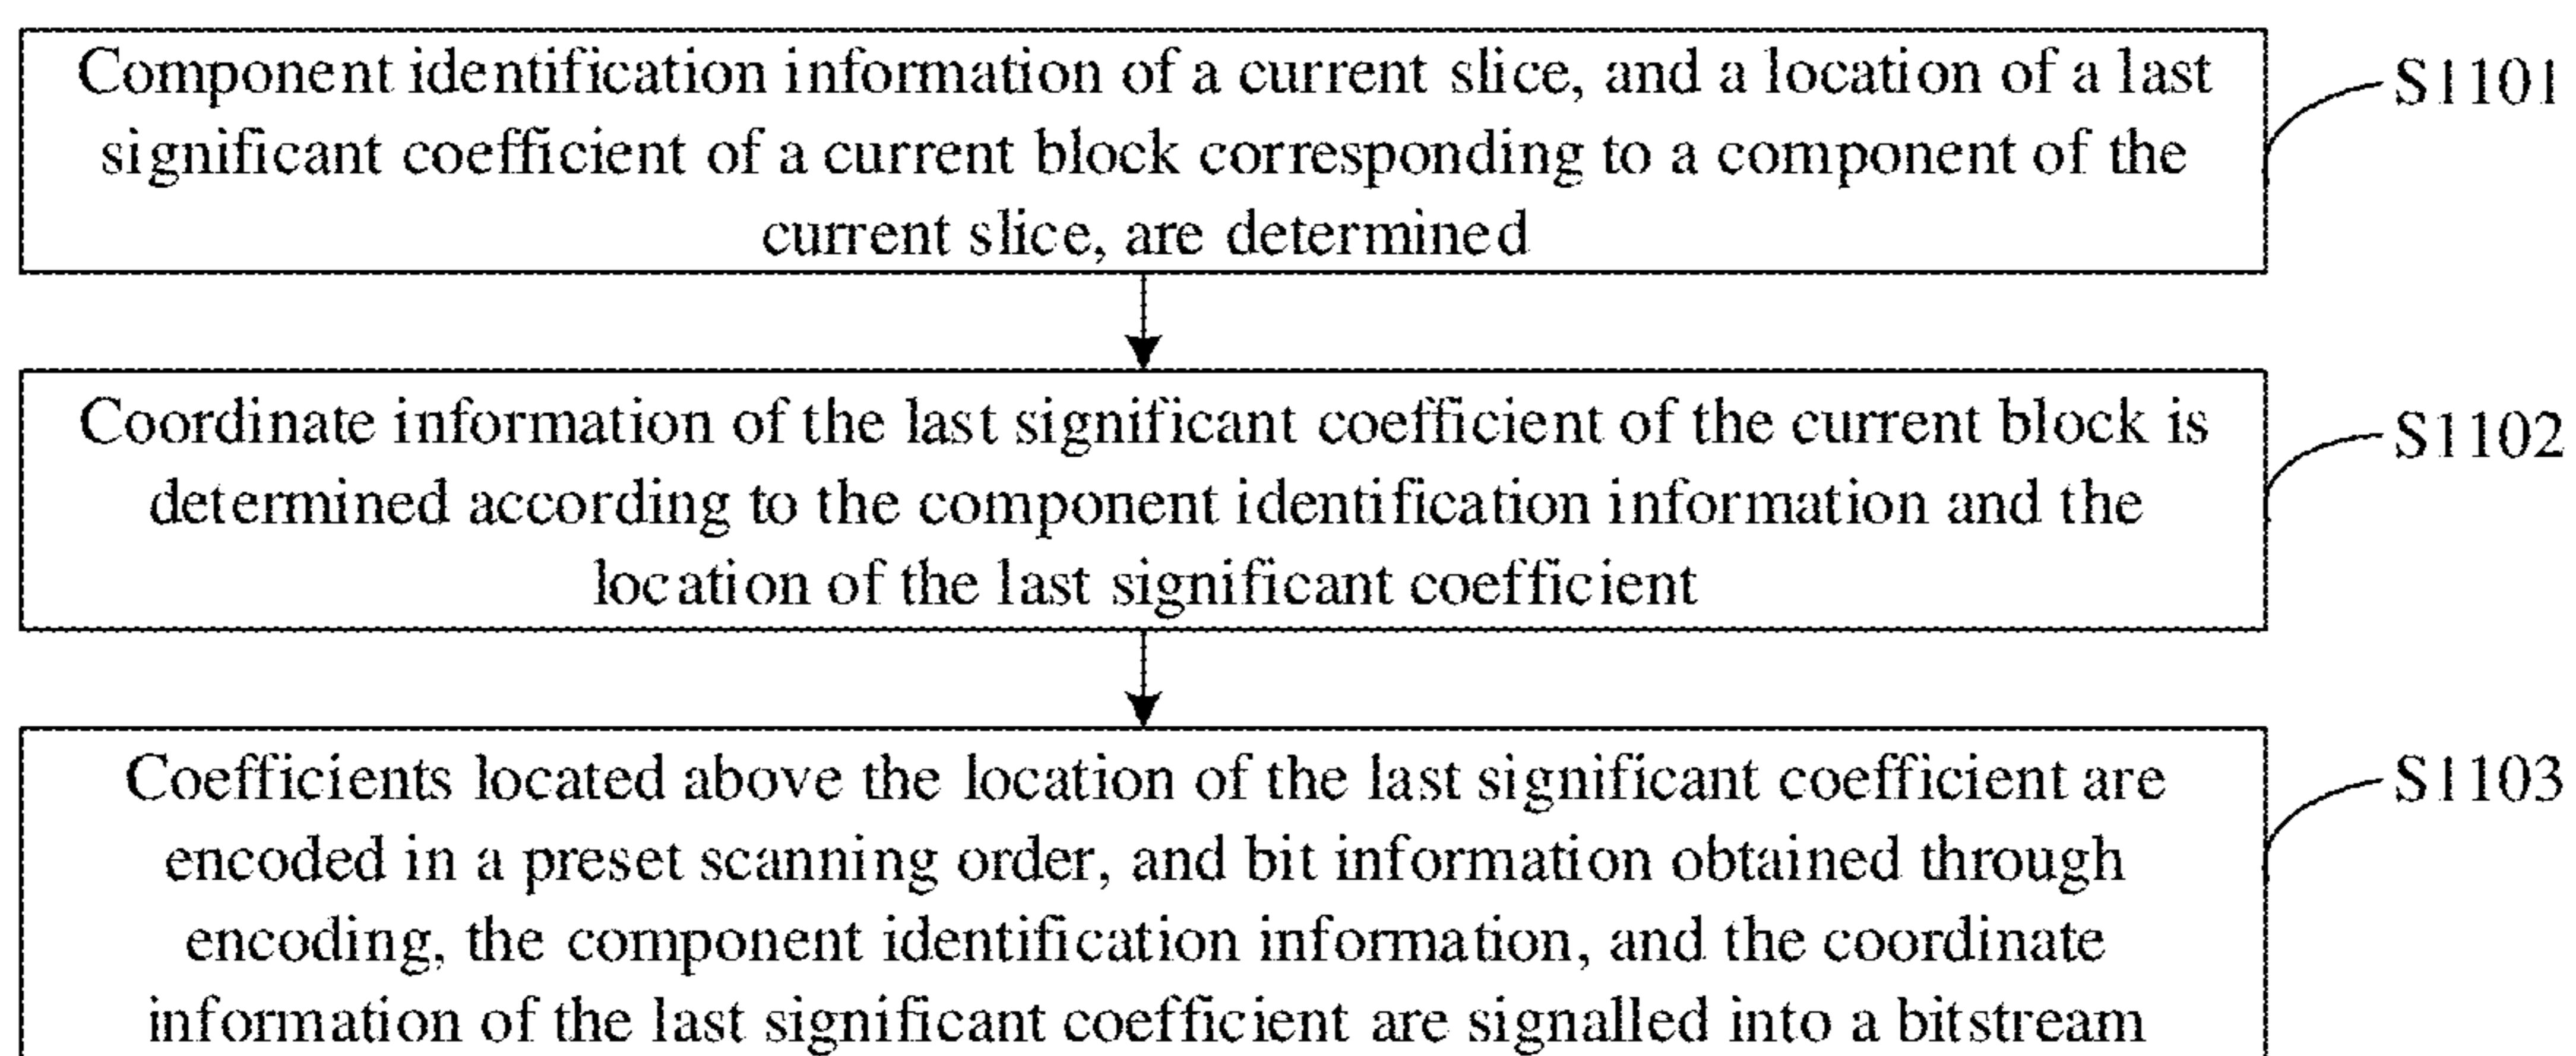 Component identification information of a current slice, and a location of a last
significant coefficient of a current block corresponding to a component of the
current slice, are determined
S1101
Coordinate information of the last significant coefficient of the current block is
determined according to the component identification information and the
location of the last significant coefficient
S1102
Coefficients located above the location of the last significant coefficient are
encoded in a preset scanning order, and bit information obtained through
encoding, the component identification information, and the coordinate
information of the last significant coefficient are signalled into a bitstream
S1103